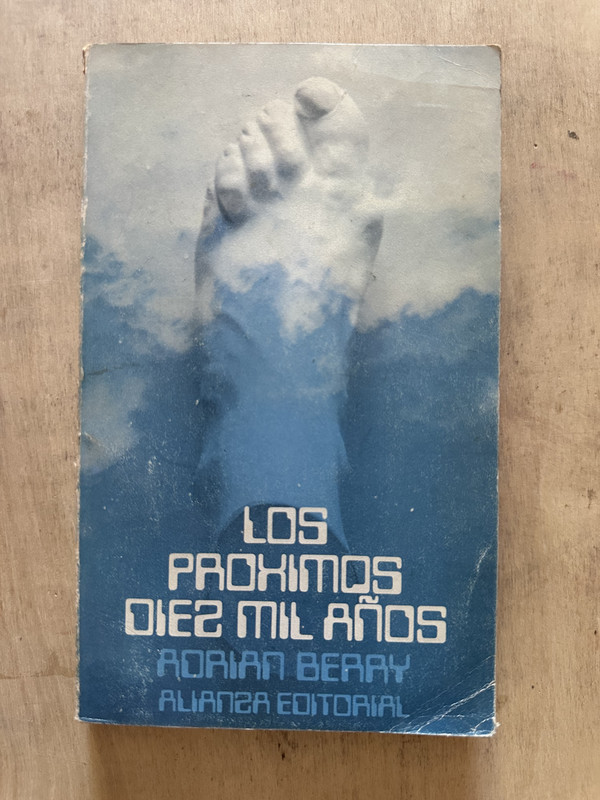 LOS
PROXIMOS
DIEZ MIL AÑOS
ADRIAN BERRY
ALIANZA EDITORIAL